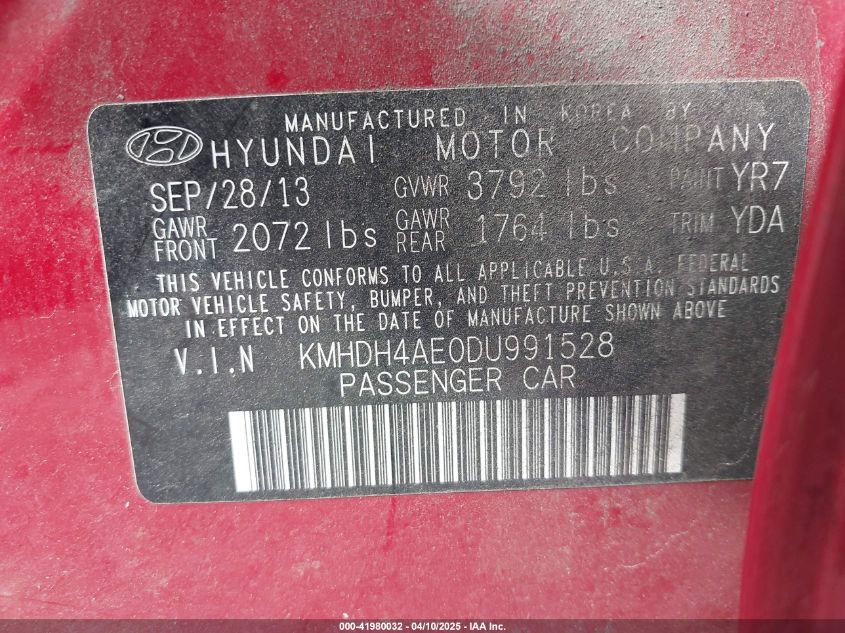 MANUFACTURED IN KOREA BY
HYUNDAI MOTOR COMPANY
SEP/28/13 GVWR 3792 lbs PAINT YR7
GAWR FRONT 2072 lbs GAWR REAR 1764 lbs TRIM YDA
THIS VEHICLE CONFORMS TO ALL APPLICABLE U.S.A. FEDERAL
MOTOR VEHICLE SAFETY, BUMPER, AND THEFT PREVENTION STANDARDS
IN EFFECT ON THE DATE OF MANUFACTURE SHOWN ABOVE
V.I.N KMHDH4AE0DU991528
PASSENGER CAR
000-41980032 - 04/10/2025 - IAA Inc.